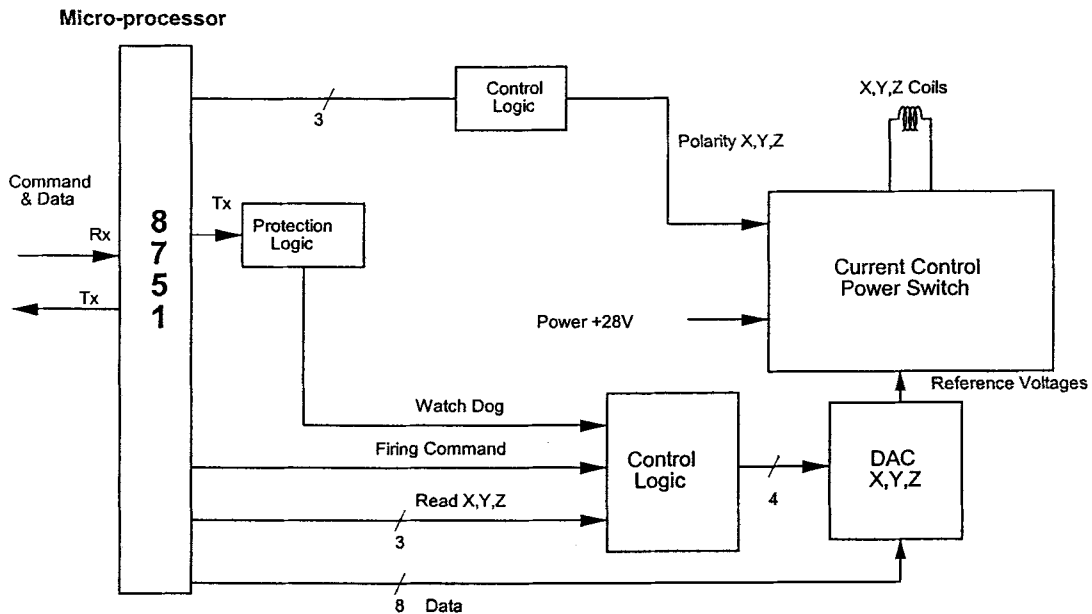 Micro-processor
Control
Logic
3
X,Y,Z Coils
Polarity X,Y,Z
Command
& Data
Rx
Tx
8
7
5
1
Tx
Protection
Logic
Current Control
Power Switch
Power +28V
Reference Voltages
Watch Dog
Firing Command
Read X,Y,Z
3
Control
Logic
4
DAC
X,Y,Z
8
Data